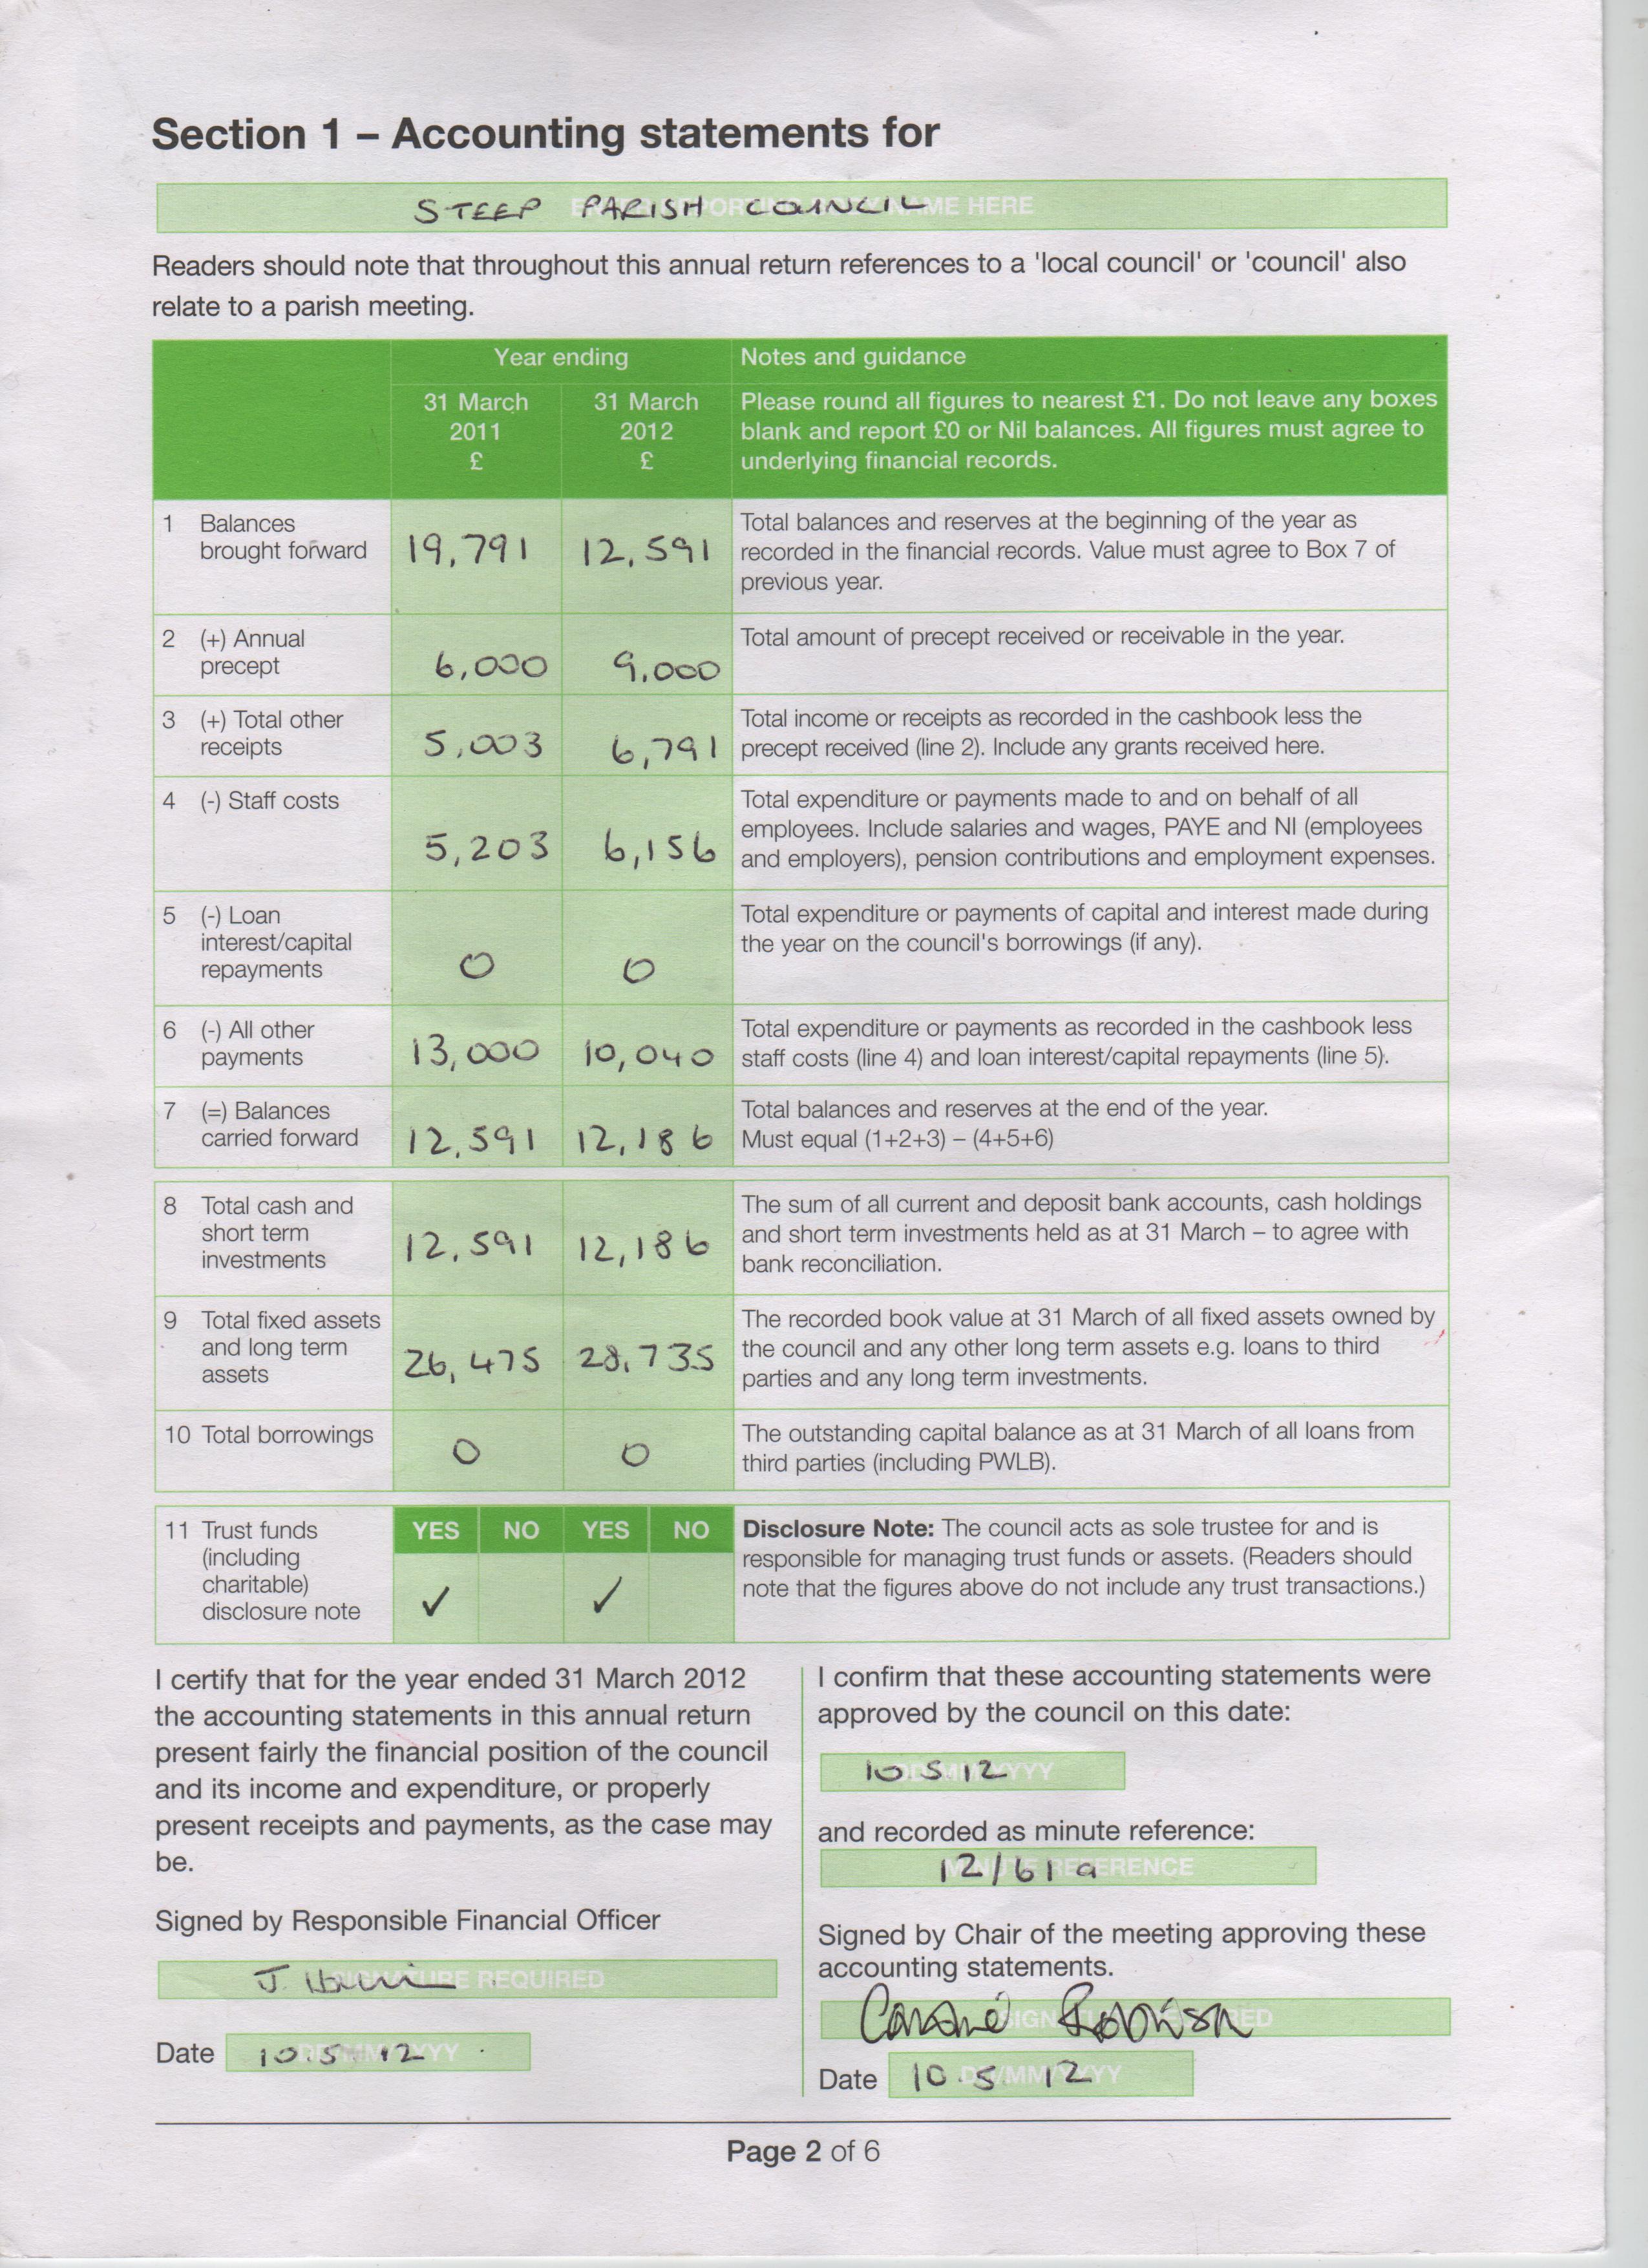 Section 1 – Accounting statements for
STEEP PARISH COUNCIL
Readers should note that throughout this annual return references to a 'local council' or 'council' also
relate to a parish meeting.
Year ending
Notes and guidance
31 March
2011
£
31 March
2012
£
Please round all figures to nearest £1. Do not leave any boxes
blank and report £0 or Nil balances. All figures must agree to
underlying financial records.
1 Balances
brought forward
19,791
12,591
Total balances and reserves at the beginning of the year as
recorded in the financial records. Value must agree to Box 7 of
previous year.
2 (+) Annual
precept
6,000
9,000
Total amount of precept received or receivable in the year.
3 (+) Total other
receipts
5,003
6,791
Total income or receipts as recorded in the cashbook less the
precept received (line 2). Include any grants received here.
4 (-) Staff costs
5,203
6,156
Total expenditure or payments made to and on behalf of all
employees. Include salaries and wages, PAYE and NI (employees
and employers), pension contributions and employment expenses.
5 (-) Loan
interest/capital
repayments
0
0
Total expenditure or payments of capital and interest made during
the year on the council's borrowings (if any).
6 (-) All other
payments
13,000
10,040
Total expenditure or payments as recorded in the cashbook less
staff costs (line 4) and loan interest/capital repayments (line 5).
7 (=) Balances
carried forward
12,591
12,186
Total balances and reserves at the end of the year.
Must equal (1+2+3) – (4+5+6)
8 Total cash and
short term
investments
12,591
12,186
The sum of all current and deposit bank accounts, cash holdings
and short term investments held as at 31 March – to agree with
bank reconciliation.
9 Total fixed assets
and long term
assets
26,475
28,735
The recorded book value at 31 March of all fixed assets owned by
the council and any other long term assets e.g. loans to third
parties and any long term investments.
10 Total borrowings
0
0
The outstanding capital balance as at 31 March of all loans from
third parties (including PWLB).
11 Trust funds
(including
charitable)
disclosure note
YES NO YES NO
✓ ✓
Disclosure Note: The council acts as sole trustee for and is
responsible for managing trust funds or assets. (Readers should
note that the figures above do not include any trust transactions.)
I certify that for the year ended 31 March 2012
the accounting statements in this annual return
present fairly the financial position of the council
and its income and expenditure, or properly
present receipts and payments, as the case may
be.
Signed by Responsible Financial Officer
J.
SIGNATURE REQUIRED
Date 10.5.12
I confirm that these accounting statements were
approved by the council on this date:
10.5.12
and recorded as minute reference:
12/61a
MINUTE REFERENCE
Signed by Chair of the meeting approving these
accounting statements.
Robinson
Date 10.5.12
Page 2 of 6